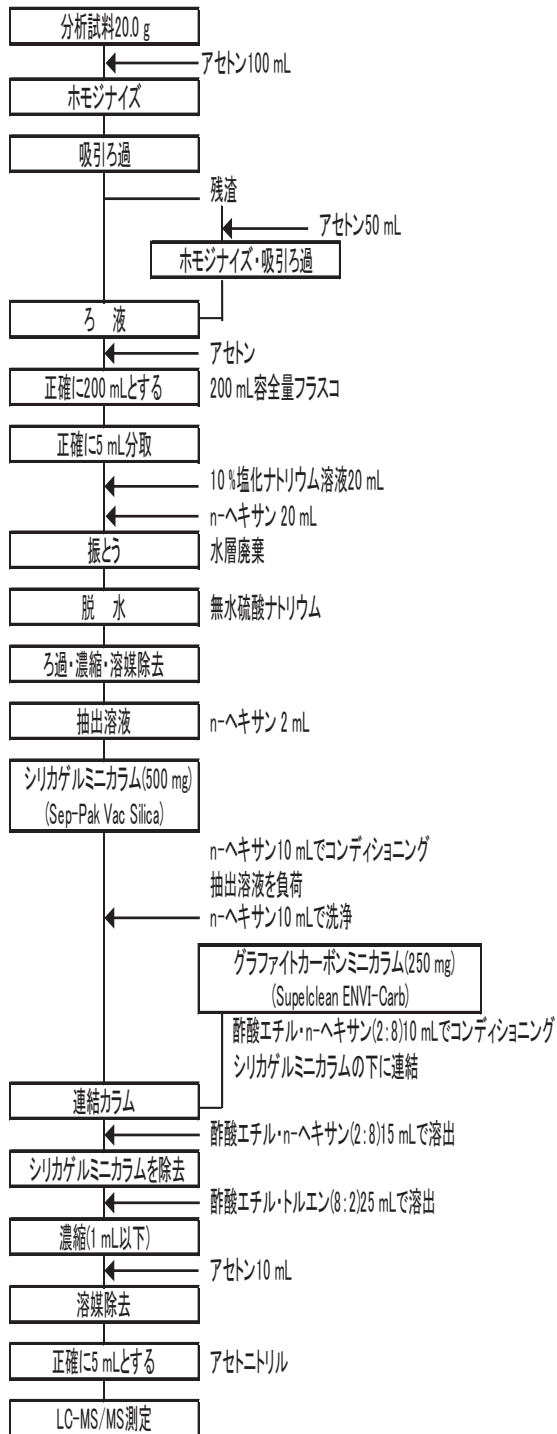 分析試料20.0 g
アセトン100 mL
ホモジナイズ
吸引ろ過
残渣
アセトン50 mL
ホモジナイズ・吸引ろ過
ろ　液
アセトン
正確に200 mLとする
200 mL容全量フラスコ
正確に5 mL分取
10 %塩化ナトリウム溶液20 mL
n-ヘキサン 20 mL
振とう
水層廃棄
脱　水
無水硫酸ナトリウム
ろ過・濃縮・溶媒除去
抽出溶液
n-ヘキサン 2 mL
シリカゲルミニカラム(500 mg)
(Sep-Pak Vac Silica)
n-ヘキサン10 mLでコンディショニング
抽出溶液を負荷
n-ヘキサン10 mLで洗浄
グラファイトカーボンミニカラム(250 mg)
(Supelclean ENVI-Carb)
酢酸エチル・n-ヘキサン(2:8)10 mLでコンディショニング
シリカゲルミニカラムの下に連結
連結カラム
酢酸エチル・n-ヘキサン(2:8)15 mLで溶出
シリカゲルミニカラムを除去
酢酸エチル・トルエン(8:2)25 mLで溶出
濃縮(1 mL以下)
アセトン10 mL
溶媒除去
正確に5 mLとする
アセトニトリル
LC-MS/MS測定